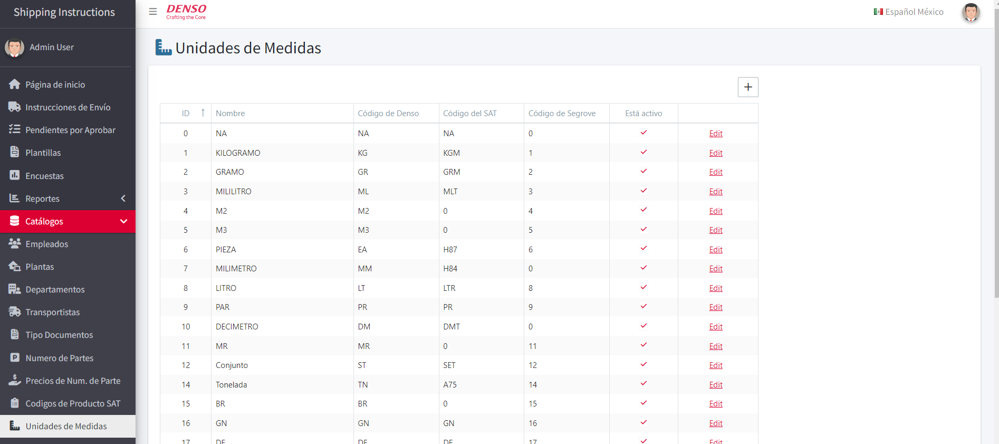 Shipping Instructions
DENSO
Crafting the Core
Español México
Admin User
Página de inicio
Instrucciones de Envío
Pendientes por Aprobar
Plantillas
Encuestas
Reportes
Catálogos
Empleados
Plantas
Departamentos
Transportistas
Tipo Documentos
Numero de Partes
Precios de Num. de Parte
Codigos de Producto SAT
Unidades de Medidas
Unidades de Medidas
+
ID ↑ Nombre Código de Denso Código del SAT Código de Segrove Está activo
0 NA NA NA 0 Edit
1 KILOGRAMO KG KGM 1 Edit
2 GRAMO GR GRM 2 Edit
3 MILILITRO ML MLT 3 Edit
4 M2 M2 0 4 Edit
5 M3 M3 0 5 Edit
6 PIEZA EA H87 6 Edit
7 MILIMETRO MM H84 0 Edit
8 LITRO LT LTR 8 Edit
9 PAR PR PR 9 Edit
10 DECIMETRO DM DMT 0 Edit
11 MR MR 0 11 Edit
12 Conjunto ST SET 12 Edit
14 Tonelada TN A75 14 Edit
15 BR BR 0 15 Edit
16 GN GN GN 16 Edit
17 17 Edit